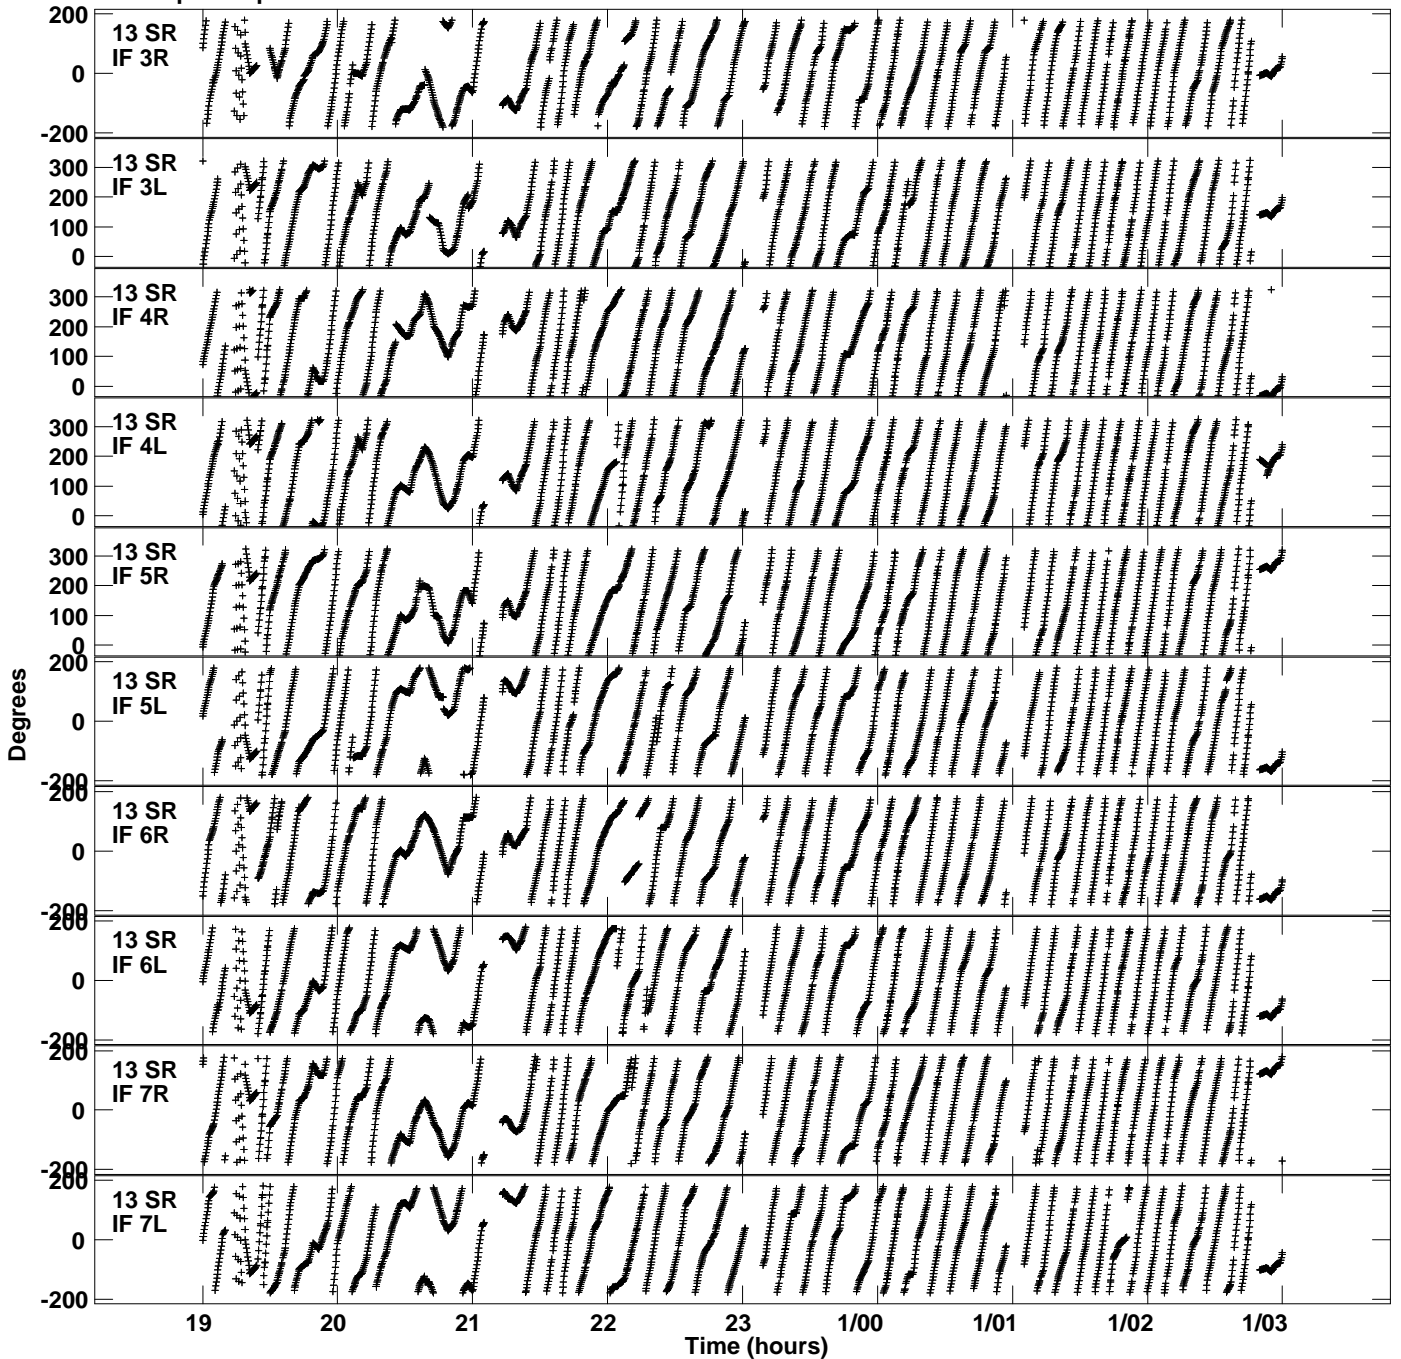 200
0
-200
13 SR
IF 3R
300
200
100
0
13 SR
IF 3L
300
200
100
0
13 SR
IF 4R
300
200
100
0
13 SR
IF 4L
300
200
100
0
13 SR
IF 5R
200
0
-200
13 SR
IF 5L
200
0
-200
13 SR
IF 6R
200
0
-200
13 SR
IF 6L
200
0
-200
13 SR
IF 7R
200
0
-200
13 SR
IF 7L
Degrees
19 20 21 22 23 1/00 1/01 1/02 1/03
Time (hours)